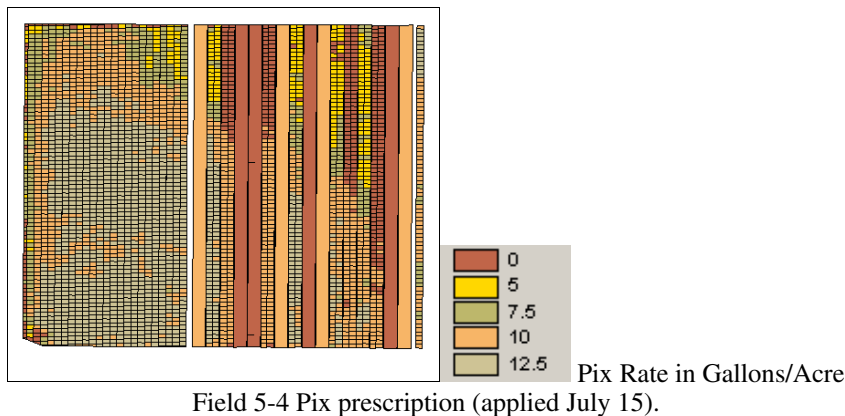 0
5
7.5
10
12.5
Pix Rate in Gallons/Acre
Field 5-4 Pix prescription (applied July 15).